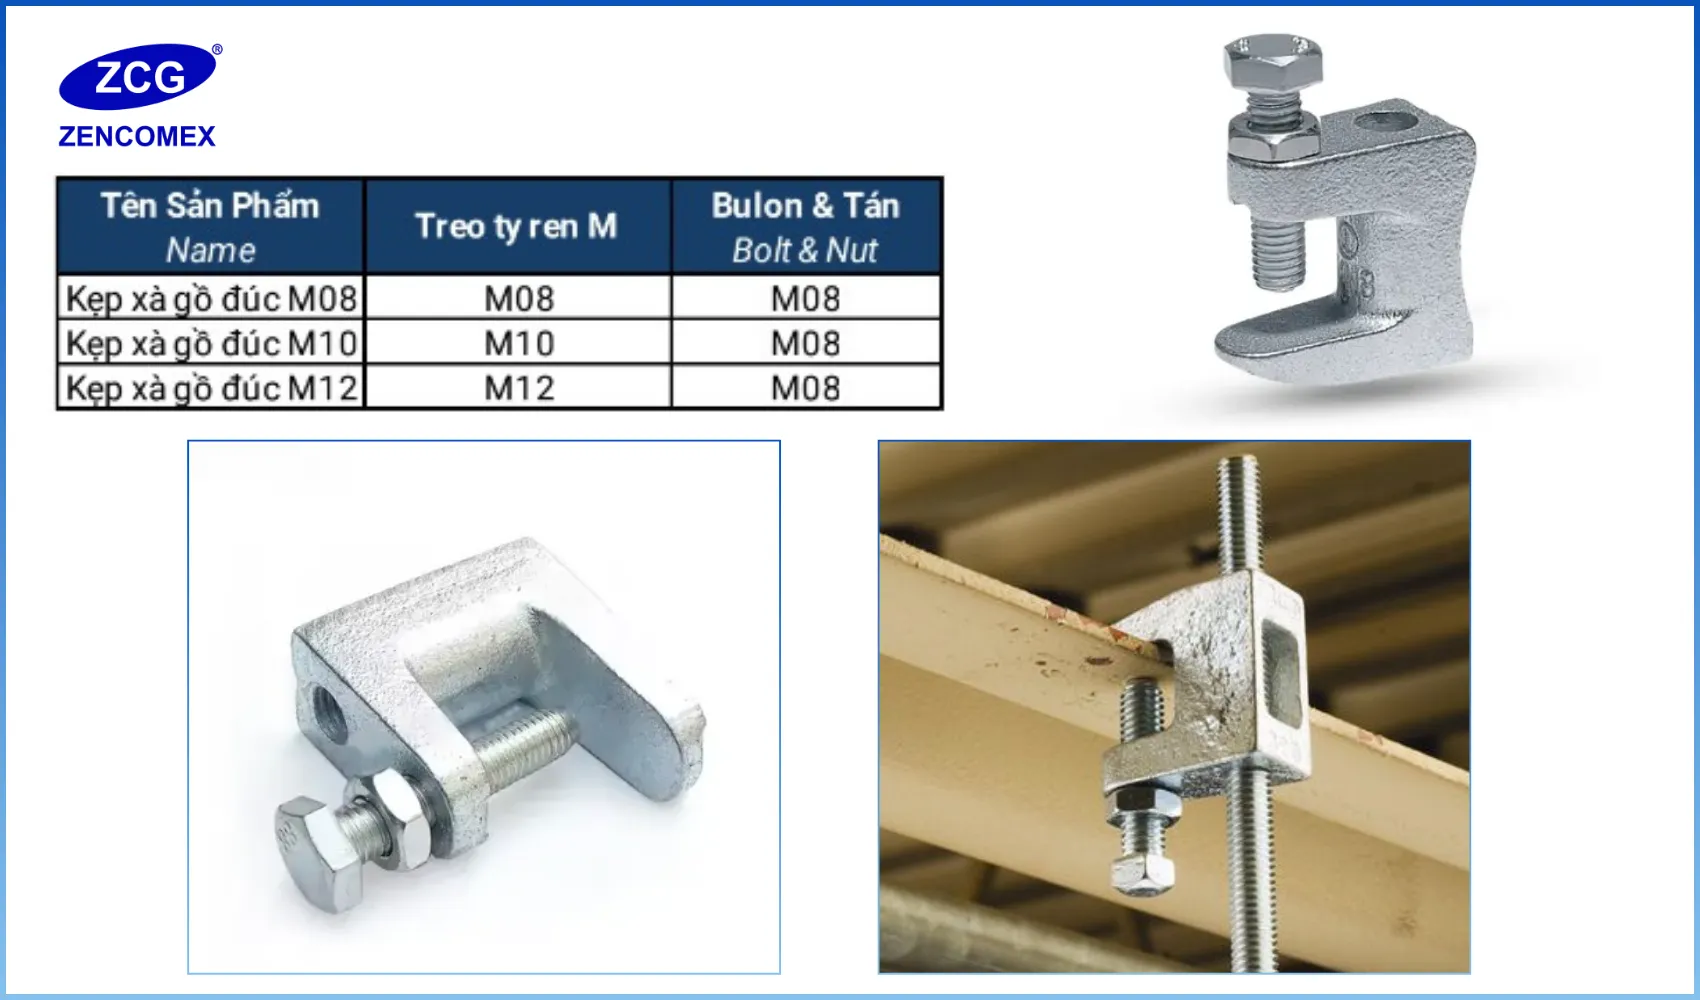 ZCG®
ZENCOMEX
Tên Sản Phẩm
Name
Treo ty ren M
Bulon & Tán
Bolt & Nut
Kẹp xà gồ đúc M08 M08 M08
Kẹp xà gồ đúc M10 M10 M08
Kẹp xà gồ đúc M12 M12 M08